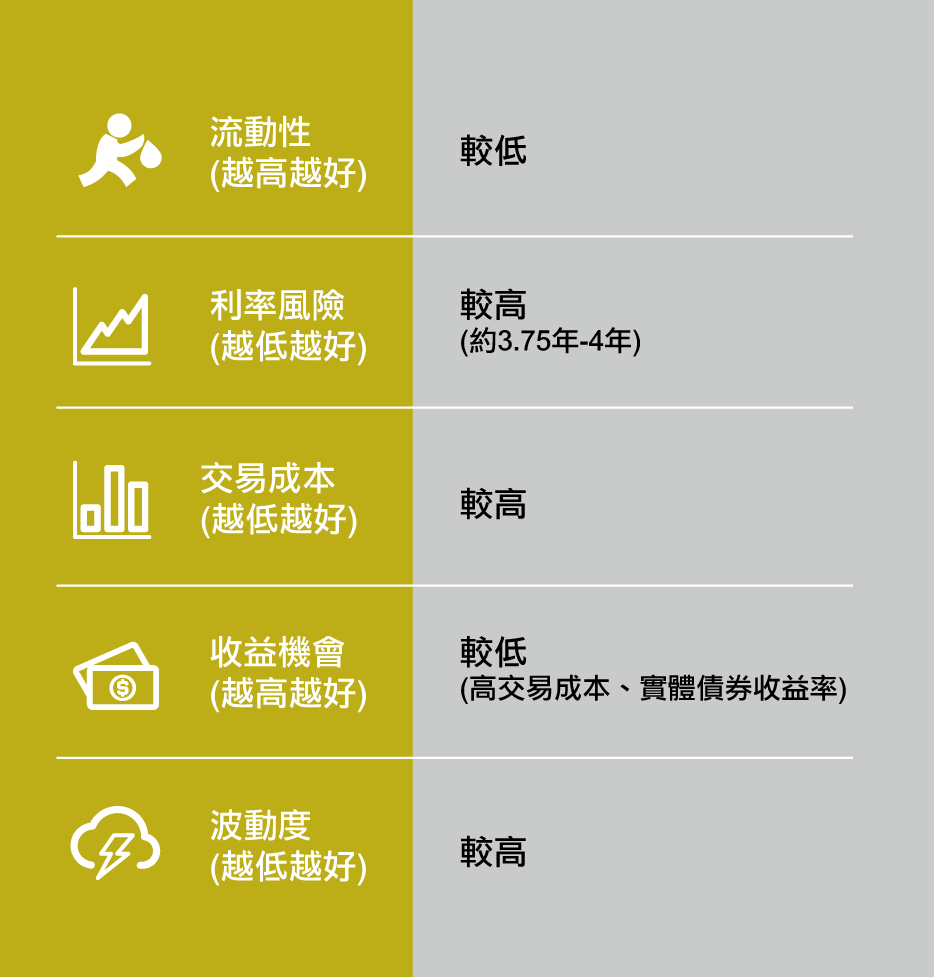 流動性
(越高越好)
較低
利率風險
(越低越好)
較高
(約3.75年-4年)
交易成本
(越低越好)
較高
收益機會
(越高越好)
較低
(高交易成本、實體債券收益率)
波動度
(越低越好)
較高